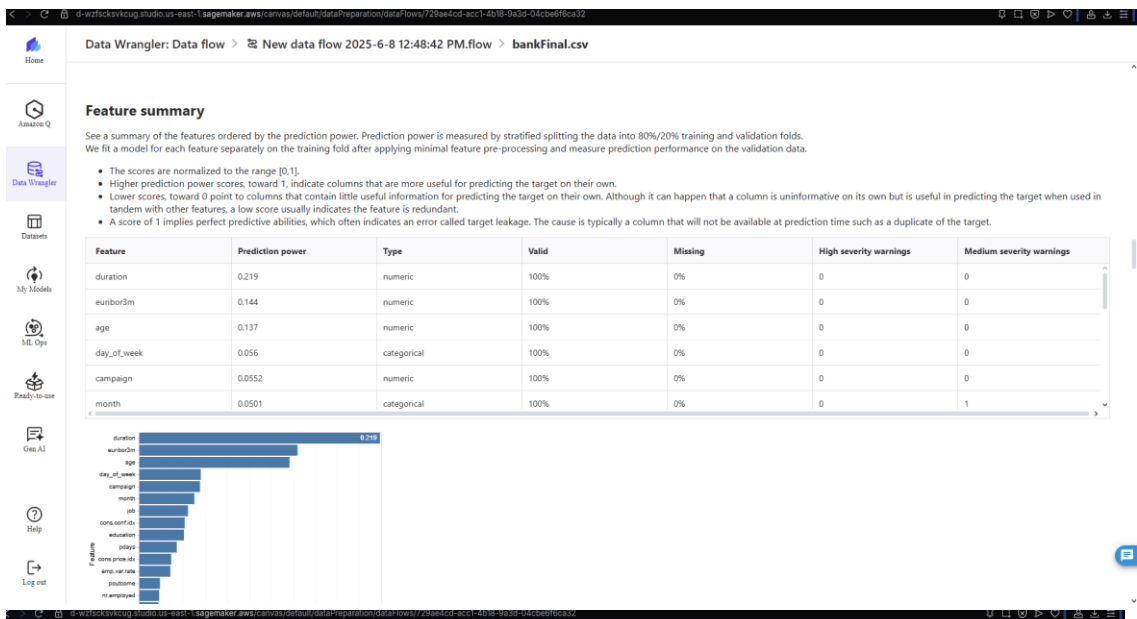 d-wzfscksvkcug.studio.us-east-1.sagemaker.aws/canvas/default/dataPreparation/dataFlows/729ae4cd-acc1-4b18-9a3d-04cbe6f6ca32
Home
Data Wrangler: Data flow > New data flow 2025-6-8 12:48:42 PM.flow > bankFinal.csv
Amazon Q
Data Wrangler
Datasets
My Models
ML Ops
Ready-to-use
Gen AI
Help
Log out
Feature summary
See a summary of the features ordered by the prediction power. Prediction power is measured by stratified splitting the data into 80%/20% training and validation folds.
We fit a model for each feature separately on the training fold after applying minimal feature pre-processing and measure prediction performance on the validation data.
• The scores are normalized to the range [0,1].
• Higher prediction power scores, toward 1, indicate columns that are more useful for predicting the target on their own.
• Lower scores, toward 0 point to columns that contain little useful information for predicting the target on their own. Although it can happen that a column is uninformative on its own but is useful in predicting the target when used in
tandem with other features, a low score usually indicates the feature is redundant.
• A score of 1 implies perfect predictive abilities, which often indicates an error called target leakage. The cause is typically a column that will not be available at prediction time such as a duplicate of the target.
Feature Prediction power Type Valid Missing High severity warnings Medium severity warnings
duration 0.219 numeric 100% 0% 0 0
euribor3m 0.144 numeric 100% 0% 0 0
age 0.137 numeric 100% 0% 0 0
day_of_week 0.056 categorical 100% 0% 0 0
campaign 0.0552 numeric 100% 0% 0 0
month 0.0501 categorical 100% 0% 0 1
duration 0.219
euribor3m
age
day_of_week
campaign
month
job
cons.conf.idx
education
pdays
cons.price.idx
emp.var.rate
poutcome
nr.employed
Feature
d-wzfscksvkcug.studio.us-east-1.sagemaker.aws/canvas/default/dataPreparation/dataFlows/729ae4cd-acc1-4b18-9a3d-04cbe6f6ca32